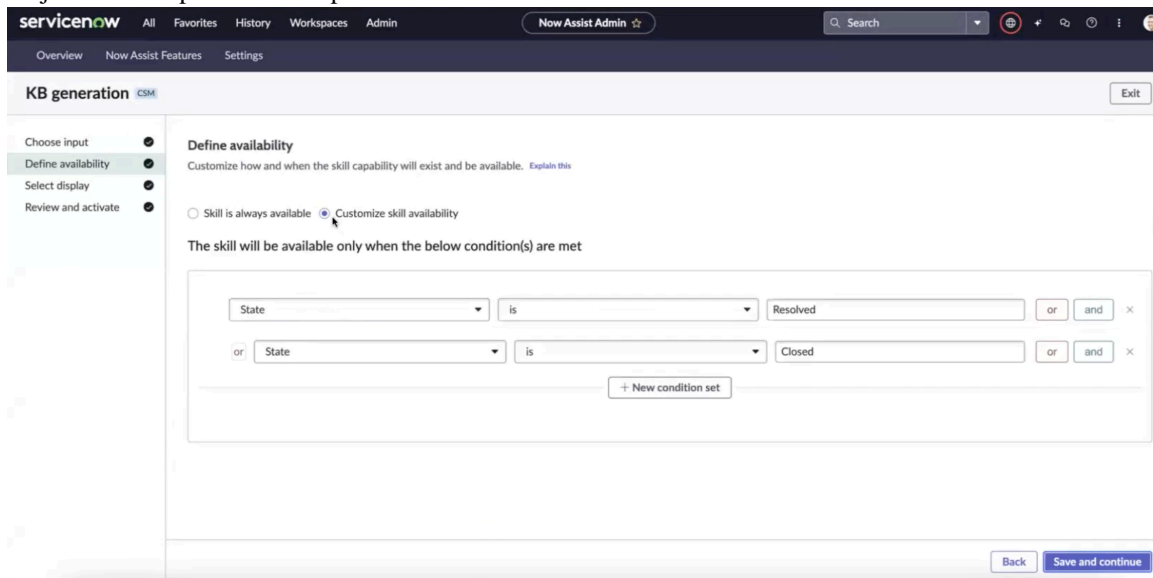 servicenow All Favorites History Workspaces Admin Now Assist Admin Search
Overview Now Assist Features Settings
KB generation CSM Exit
Choose input
Define availability
Select display
Review and activate
Define availability
Customize how and when the skill capability will exist and be available. Explain this
Skill is always available Customize skill availability
The skill will be available only when the below condition(s) are met
State is Resolved or and
or State is Closed or and
+ New condition set
Back Save and continue